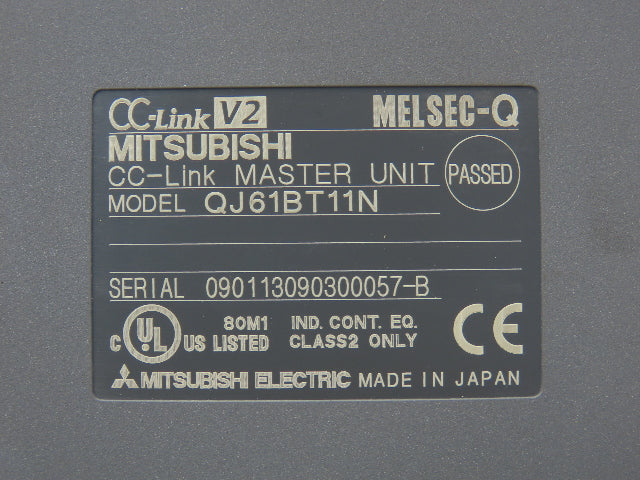 CC-Link V2 MELSEC-Q
MITSUBISHI
CC-Link MASTER UNIT PASSED
MODEL QJ61BT11N
SERIAL 090113090300057-B
80M1 IND. CONT. EQ.
C UL US LISTED CLASS2 ONLY CE
MITSUBISHI ELECTRIC MADE IN JAPAN